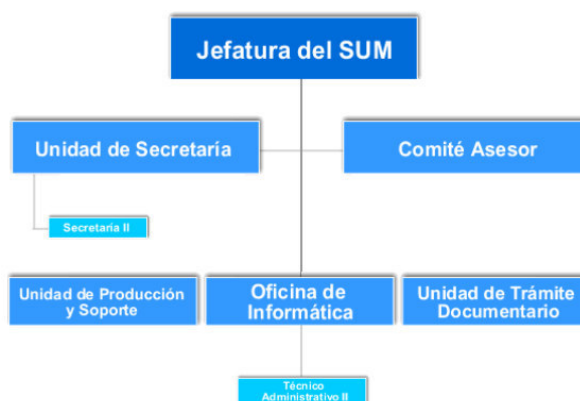 Jefatura del SUM
Unidad de Secretaría
Comité Asesor
Secretaría II
Unidad de Producción
y Soporte
Oficina de
Informática
Unidad de Trámite
Documentario
Técnico
Administrativo II